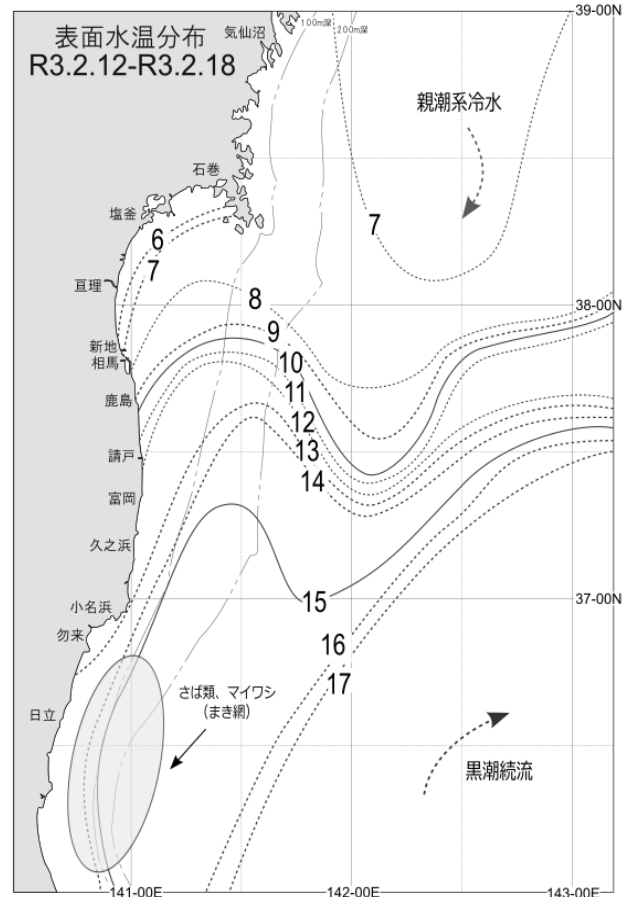 表面水温分布
R3.2.12-R3.2.18
気仙沼
100m深
200m深
39-00N
親潮系冷水
石巻
塩釜
6
7
7
亘理
8
38-00N
9
新地
相馬
10
11
鹿島
12
13
請戸
14
富岡
久之浜
15
37-00N
小名浜
勿来
16
17
さば類、マイワシ
(まき網)
日立
黒潮続流
141-00E
142-00E
143-00E